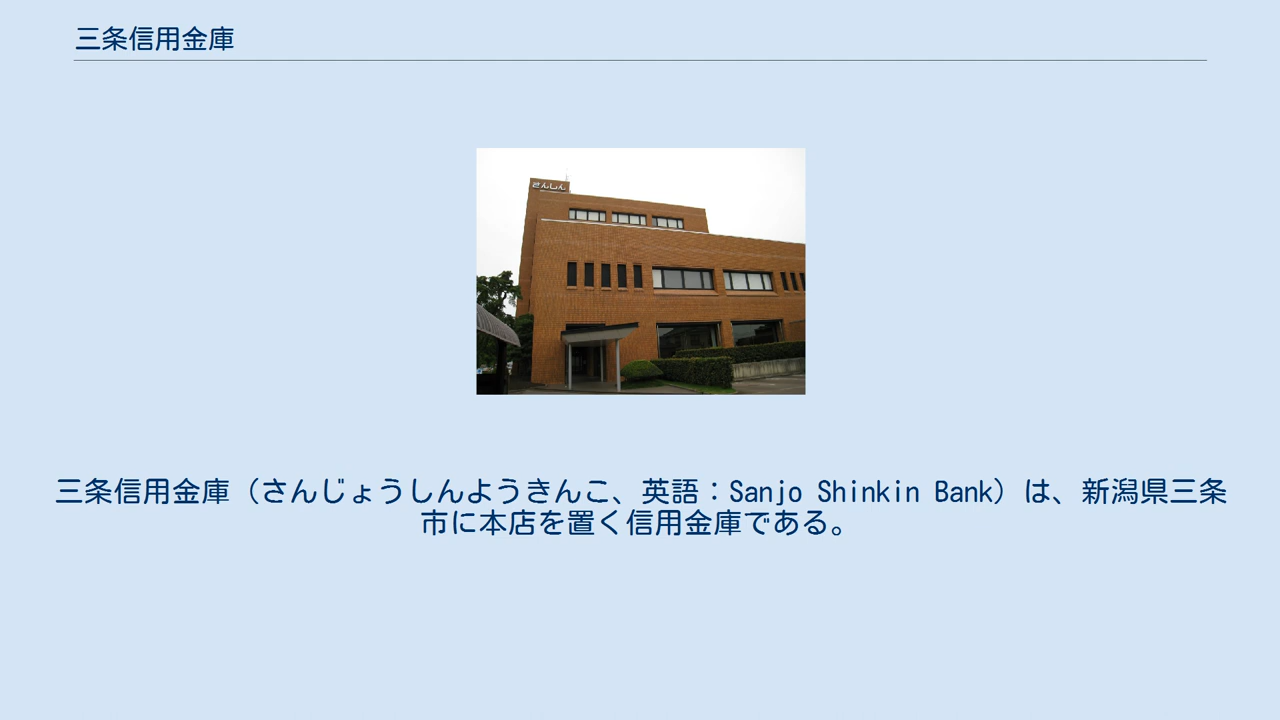 三条信用金庫
さんしん
三条信用金庫（さんじょうしんようきんこ、英語：Sanjo Shinkin Bank）は、新潟県三条
市に本店を置く信用金庫である。